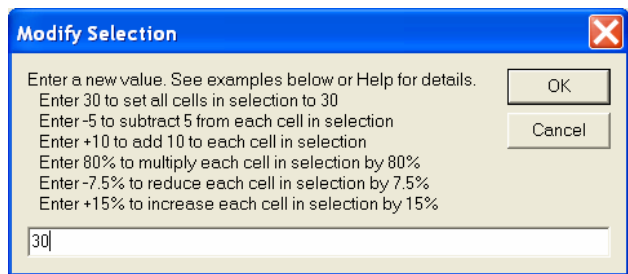 Modify Selection
Enter a new value. See examples below or Help for details.
Enter 30 to set all cells in selection to 30
Enter -5 to subtract 5 from each cell in selection
Enter +10 to add 10 to each cell in selection
Enter 80% to multiply each cell in selection by 80%
Enter -7.5% to reduce each cell in selection by 7.5%
Enter +15% to increase each cell in selection by 15%
OK
Cancel
30